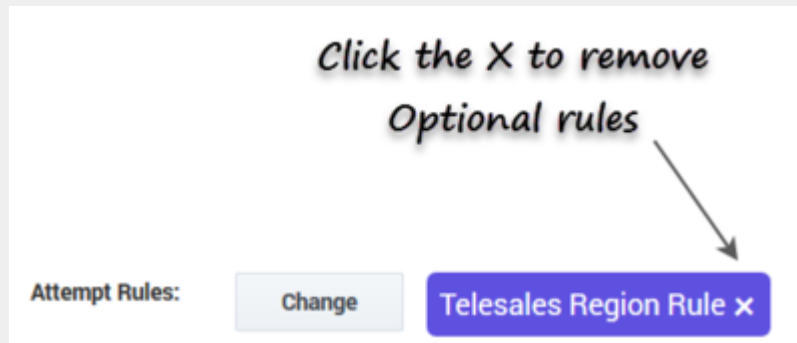 Click the X to remove
Optional rules
Attempt Rules: Change Telesales Region Rule ×